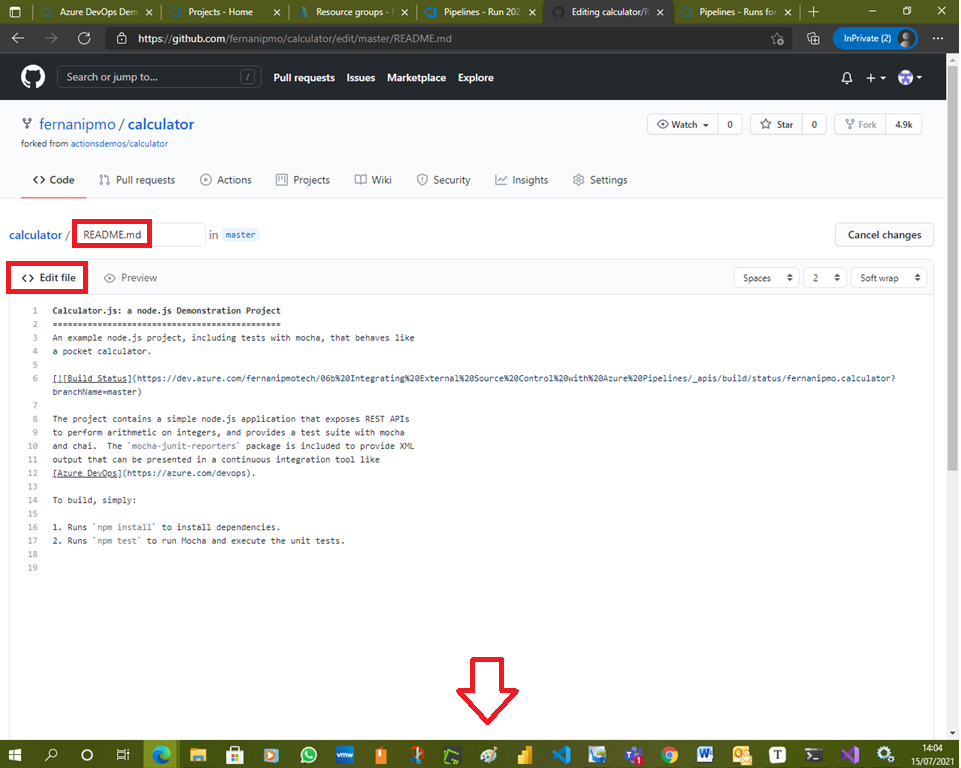 Azure DevOps Dem
Projects - Home
Resource groups -
Pipelines - Run 202
Editing calculator/R
Pipelines - Runs for
https://github.com/fernanipmo/calculator/edit/master/README.md
InPrivate (2)
Search or jump to...
/
Pull requests
Issues
Marketplace
Explore
fernanipmo / calculator
Watch
0
Star
0
Fork
4.9k
forked from actionsdemos/calculator
Code
Pull requests
Actions
Projects
Wiki
Security
Insights
Settings
calculator / README.md in master
Cancel changes
<> Edit file
Preview
Spaces
2
Soft wrap
1 Calculator.js: a node.js Demonstration Project
2 ==============================================
3 An example node.js project, including tests with mocha, that behaves like
4 a pocket calculator.
5
6 [![Build Status](https://dev.azure.com/fernanipmotech/06b%20Integrating%20External%20Source%20Control%20with%20Azure%20Pipelines/_apis/build/status/fernanipmo.calculator?
branchName=master)
7
8 The project contains a simple node.js application that exposes REST APIs
9 to perform arithmetic on integers, and provides a test suite with mocha
10 and chai.  The `mocha-junit-reporters` package is included to provide XML
11 output that can be presented in a continuous integration tool like
12 [Azure DevOps](https://azure.com/devops).
13
14 To build, simply:
15
16 1. Runs `npm install` to install dependencies.
17 2. Runs `npm test` to run Mocha and execute the unit tests.
18
19
vmw
1
T
14:04
15/07/2021